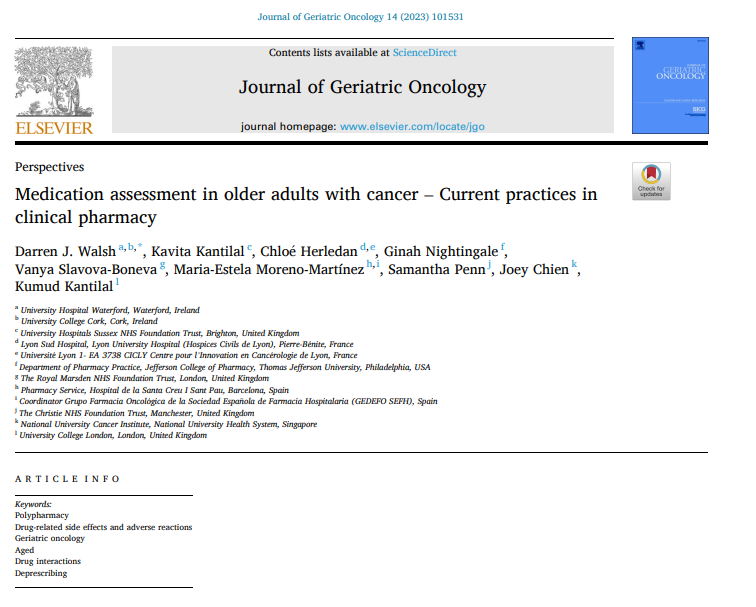 Journal of Geriatric Oncology 14 (2023) 101531
Contents lists available at ScienceDirect
Journal of Geriatric Oncology
journal homepage: www.elsevier.com/locate/jgo
ELSEVIER
GERIATRIC
ONCOLOGY
Perspectives
Check for
updates
Medication assessment in older adults with cancer – Current practices in
clinical pharmacy
Darren J. Walsh a,b,*, Kavita Kantilal c, Chloé Herledan d,e, Ginah Nightingale f,
Vanya Slavova-Boneva g, Maria-Estela Moreno-Martínez h,i, Samantha Penn j, Joey Chien k,
Kumud Kantilal l
a University Hospital Waterford, Waterford, Ireland
b University College Cork, Cork, Ireland
c University Hospitals Sussex NHS Foundation Trust, Brighton, United Kingdom
d Lyon Sud Hospital, Lyon University Hospital (Hospices Civils de Lyon), Pierre-Bénite, France
e Université Lyon 1- EA 3738 CICLY Centre pour l'Innovation en Cancérologie de Lyon, France
f Department of Pharmacy Practice, Jefferson College of Pharmacy, Thomas Jefferson University, Philadelphia, USA
g The Royal Marsden NHS Foundation Trust, London, United Kingdom
h Pharmacy Service, Hospital de la Santa Creu I Sant Pau, Barcelona, Spain
i Coordinator Grupo Farmacia Oncológica de la Sociedad Española de Farmacia Hospitalaria (GEDEFO SEFH), Spain
j The Christie NHS Foundation Trust, Manchester, United Kingdom
k National University Cancer Institute, National University Health System, Singapore
l University College London, London, United Kingdom
ARTICLE INFO
Keywords:
Polypharmacy
Drug-related side effects and adverse reactions
Geriatric oncology
Aged
Drug interactions
Deprescribing